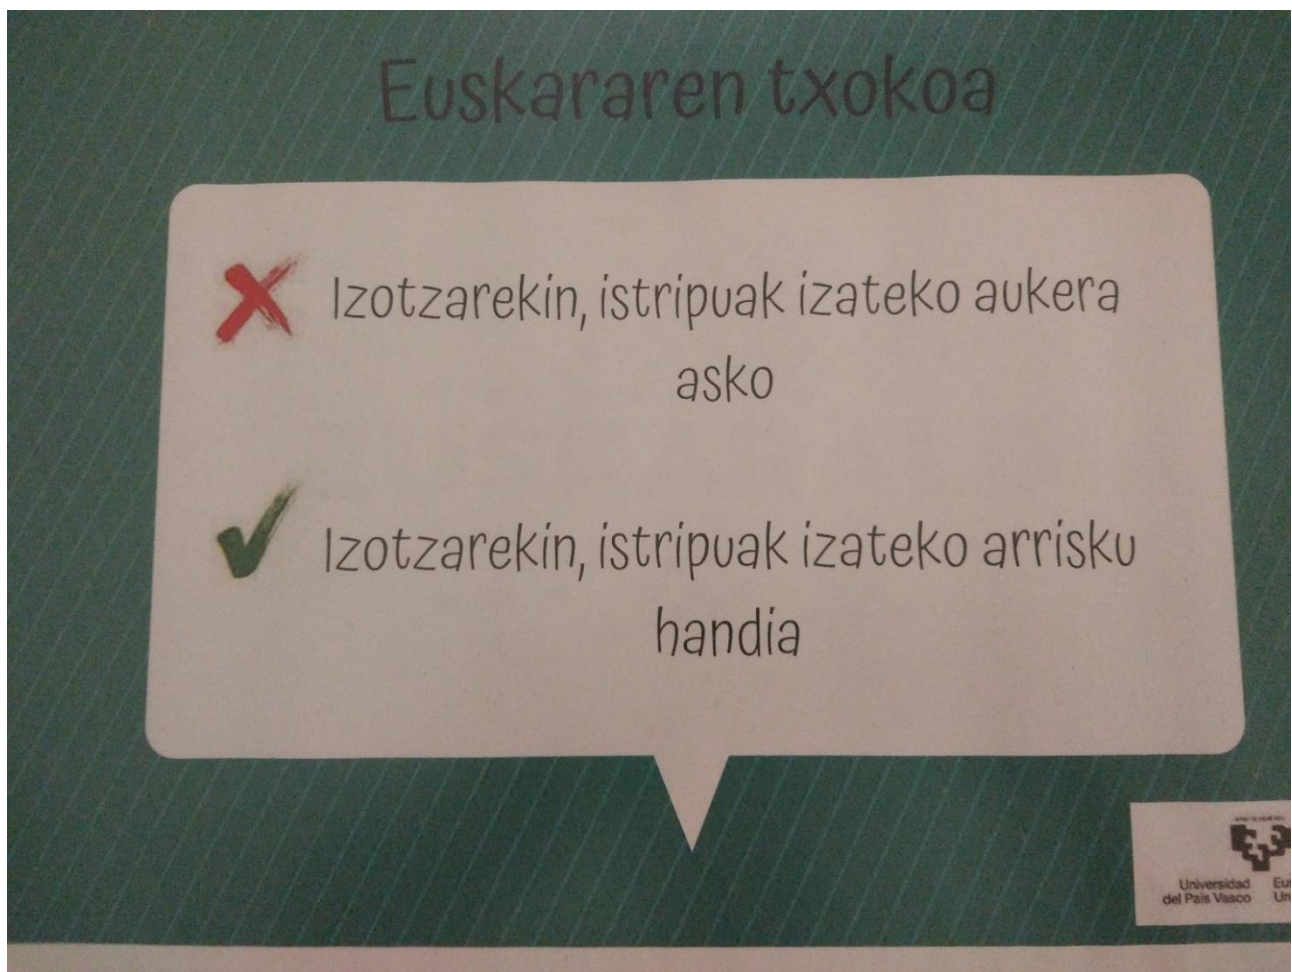 Euskararen txokoa
Izotzarekin, istripuak izateko aukera
asko
Izotzarekin, istripuak izateko arrisku
handia
Universidad
del País Vasco